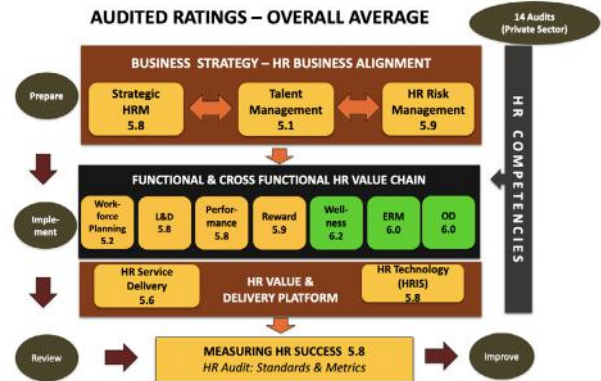 AUDITED RATINGS – OVERALL AVERAGE
14 Audits
(Private Sector)
BUSINESS STRATEGY – HR BUSINESS ALIGNMENT
Prepare
Strategic
HRM
5.8
Talent
Management
5.1
HR Risk
Management
5.9
HR COMPETENCIES
FUNCTIONAL & CROSS FUNCTIONAL HR VALUE CHAIN
Imple-
ment
Work-
force
Planning
5.2
L&D
5.8
Perfor-
mance
5.8
Reward
5.9
Well-
ness
6.2
ERM
6.0
OD
6.0
HR Service
Delivery
5.6
HR VALUE &
DELIVERY PLATFORM
HR Technology
(HRIS)
5.8
Review
MEASURING HR SUCCESS 5.8
HR Audit: Standards & Metrics
Improve